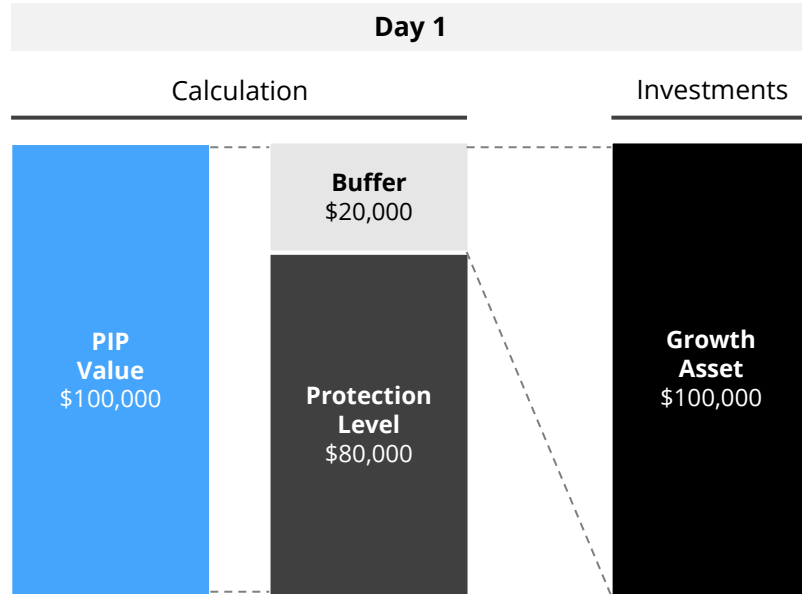 Day 1
Calculation
Investments
PIP
Value
$100,000
Buffer
$20,000
Protection
Level
$80,000
Growth
Asset
$100,000